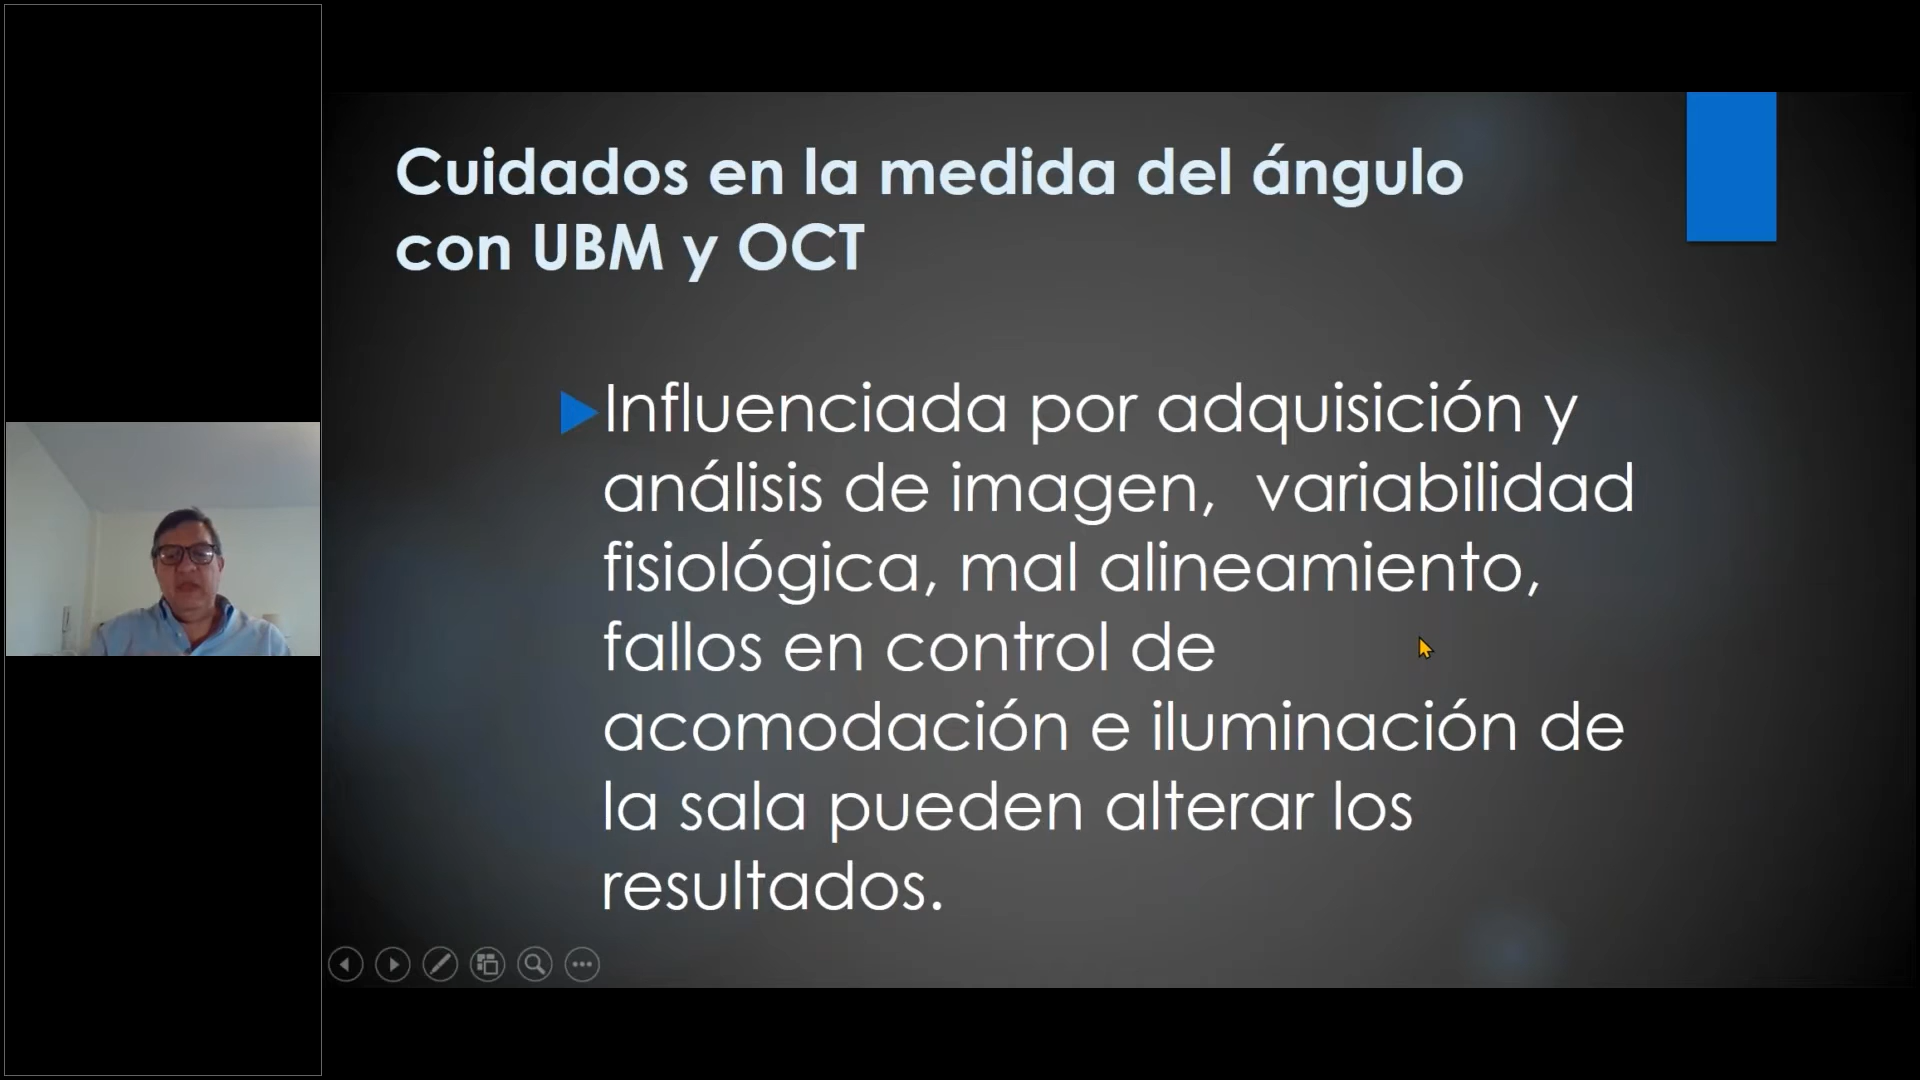 Cuidados en la medida del ángulo
con UBM y OCT
Influenciada por adquisición y
análisis de imagen,  variabilidad
fisiológica, mal alineamiento,
fallos en control de
acomodación e iluminación de
la sala pueden alterar los
resultados.